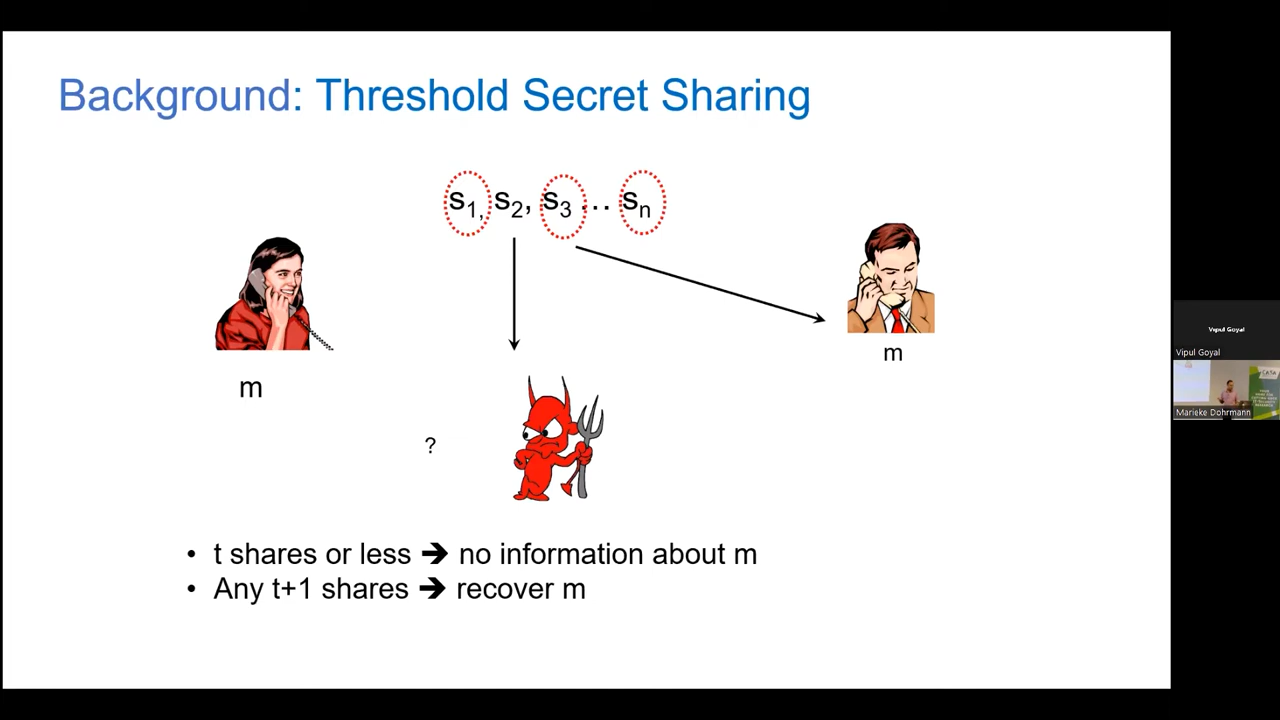 Background: Threshold Secret Sharing
s1, s2, s3 ... sn
m
m
?
• t shares or less ➔ no information about m
• Any t+1 shares ➔ recover m
Vipul Goyal
Vipul Goyal
CASA
Marieke Dohrmann